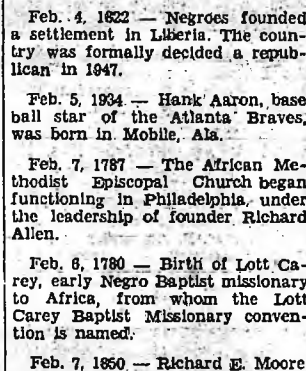 Feb. 4, 1822 — Negroes founded
a settlement in Liberia. The coun-
try was formally decided a repub-
lican in 1947.
Feb. 5, 1934 — Hank Aaron, base
ball star of the Atlanta Braves,
was born in Mobile, Ala.
Feb. 7, 1787 — The African Me-
thodist Episcopal Church began
functioning in Philadelphia, under
the leadership of founder Richard
Allen.
Feb. 6, 1780 — Birth of Lott Ca-
rey, early Negro Baptist missionary
to Africa, from whom the Lott
Carey Baptist Missionary conven-
tion is named.
Feb. 7, 1850 — Richard E. Moore